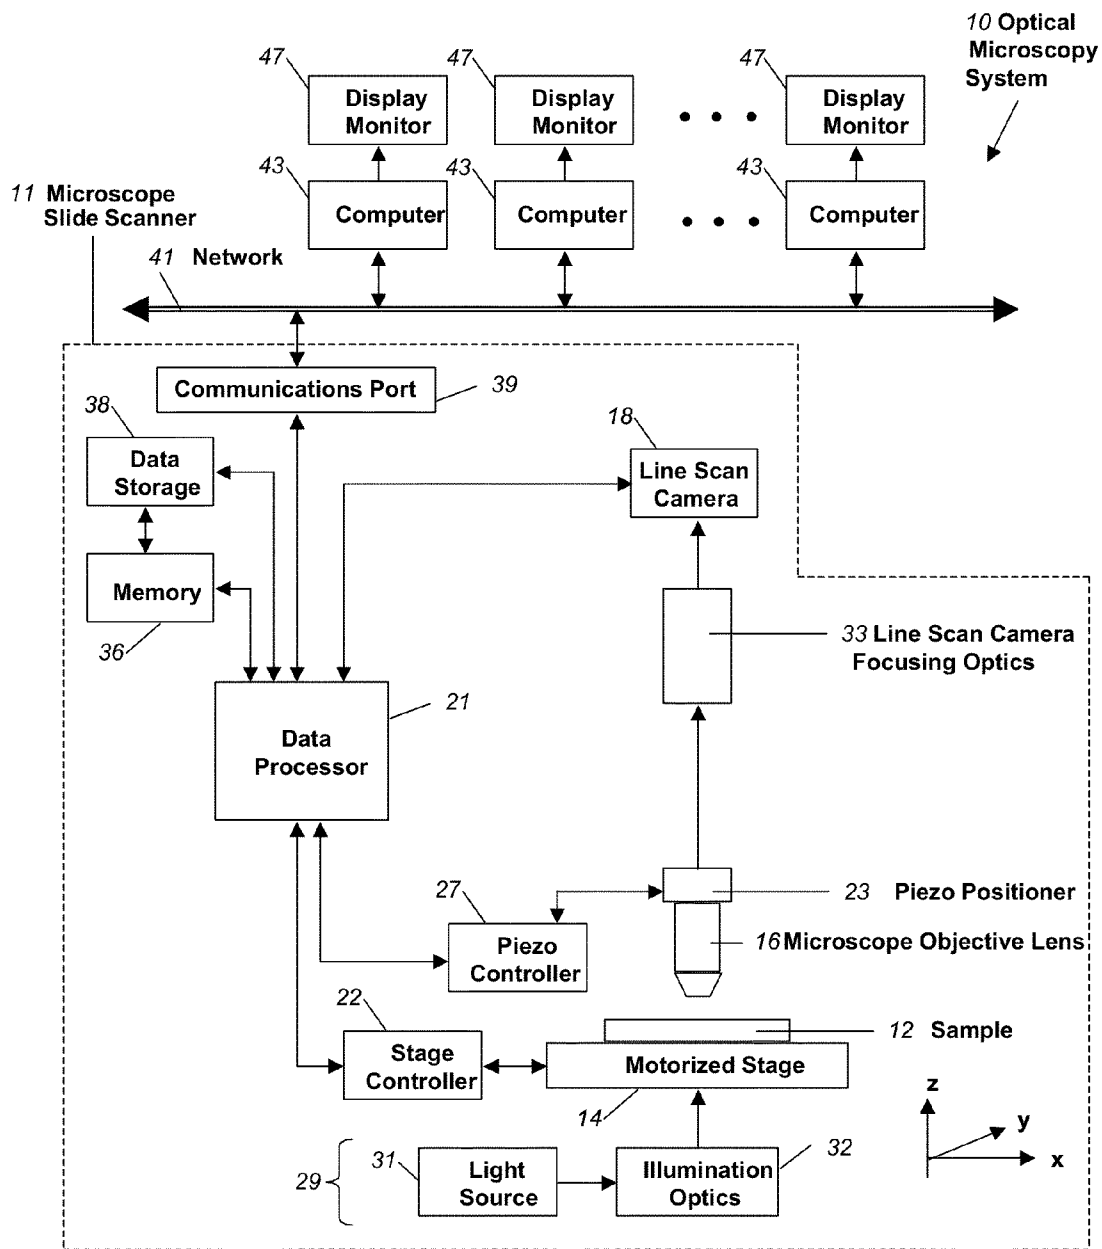 10 Optical
Microscopy
System
47
47
47
Display
Monitor
Display
Monitor
Display
Monitor
43
43
43
Computer
Computer
Computer
11 Microscope
Slide Scanner
41 Network
Communications Port
39
38
Data
Storage
18
Line Scan
Camera
Memory
36
33 Line Scan Camera
Focusing Optics
21
Data
Processor
27
Piezo
Controller
23 Piezo Positioner
16 Microscope Objective Lens
22
Stage
Controller
12 Sample
Motorized Stage
14
z
y
x
29
31
Light
Source
Illumination
Optics
32